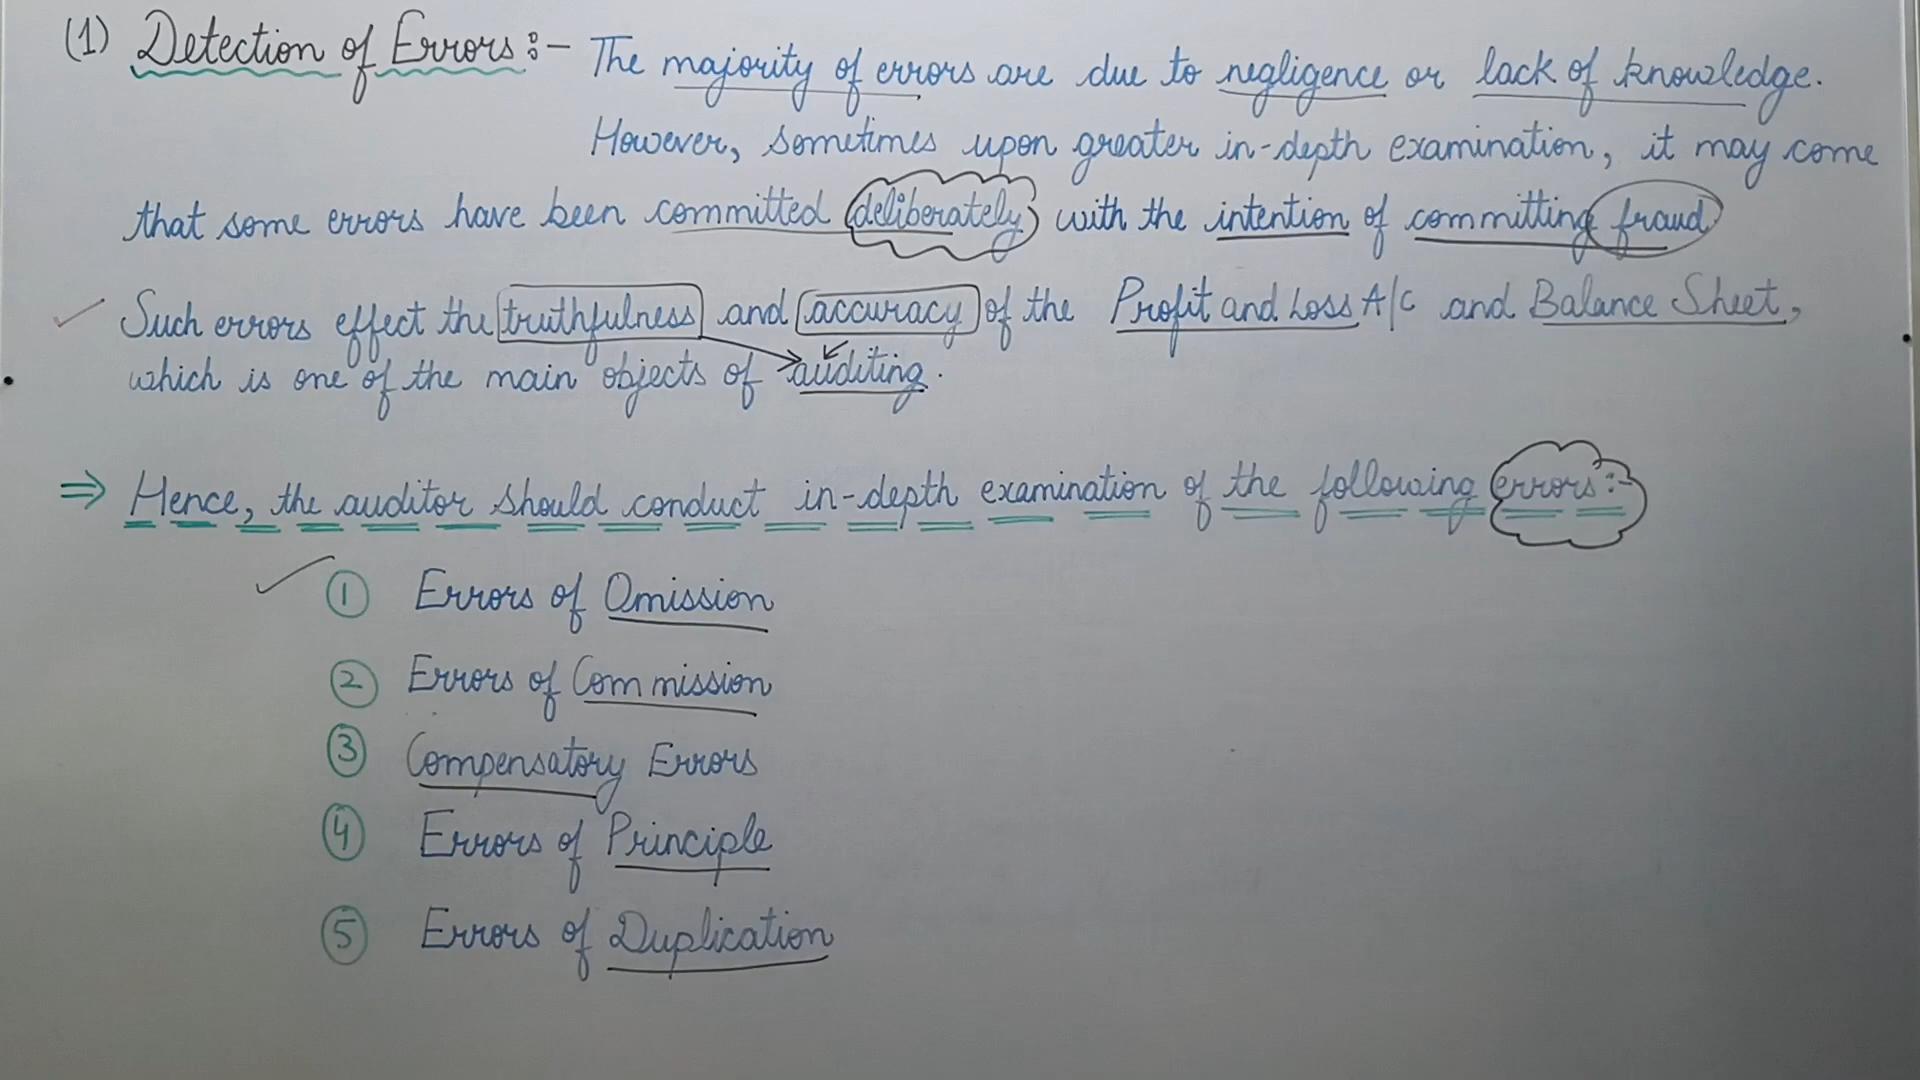 (1) Detection of Errors:- The majority of errors are due to negligence or lack of knowledge.
However, sometimes upon greater in-depth examination, it may come
that some errors have been committed deliberately with the intention of committing fraud
Such errors effect the truthfulness and accuracy of the Profit and Loss A/C and Balance Sheet,
which is one of the main objects of auditing.
⇒ Hence, the auditor should conduct in-depth examination of the following errors:-
① Errors of Omission
② Errors of Commission
③ Compensatory Errors
④ Errors of Principle
⑤ Errors of Duplication